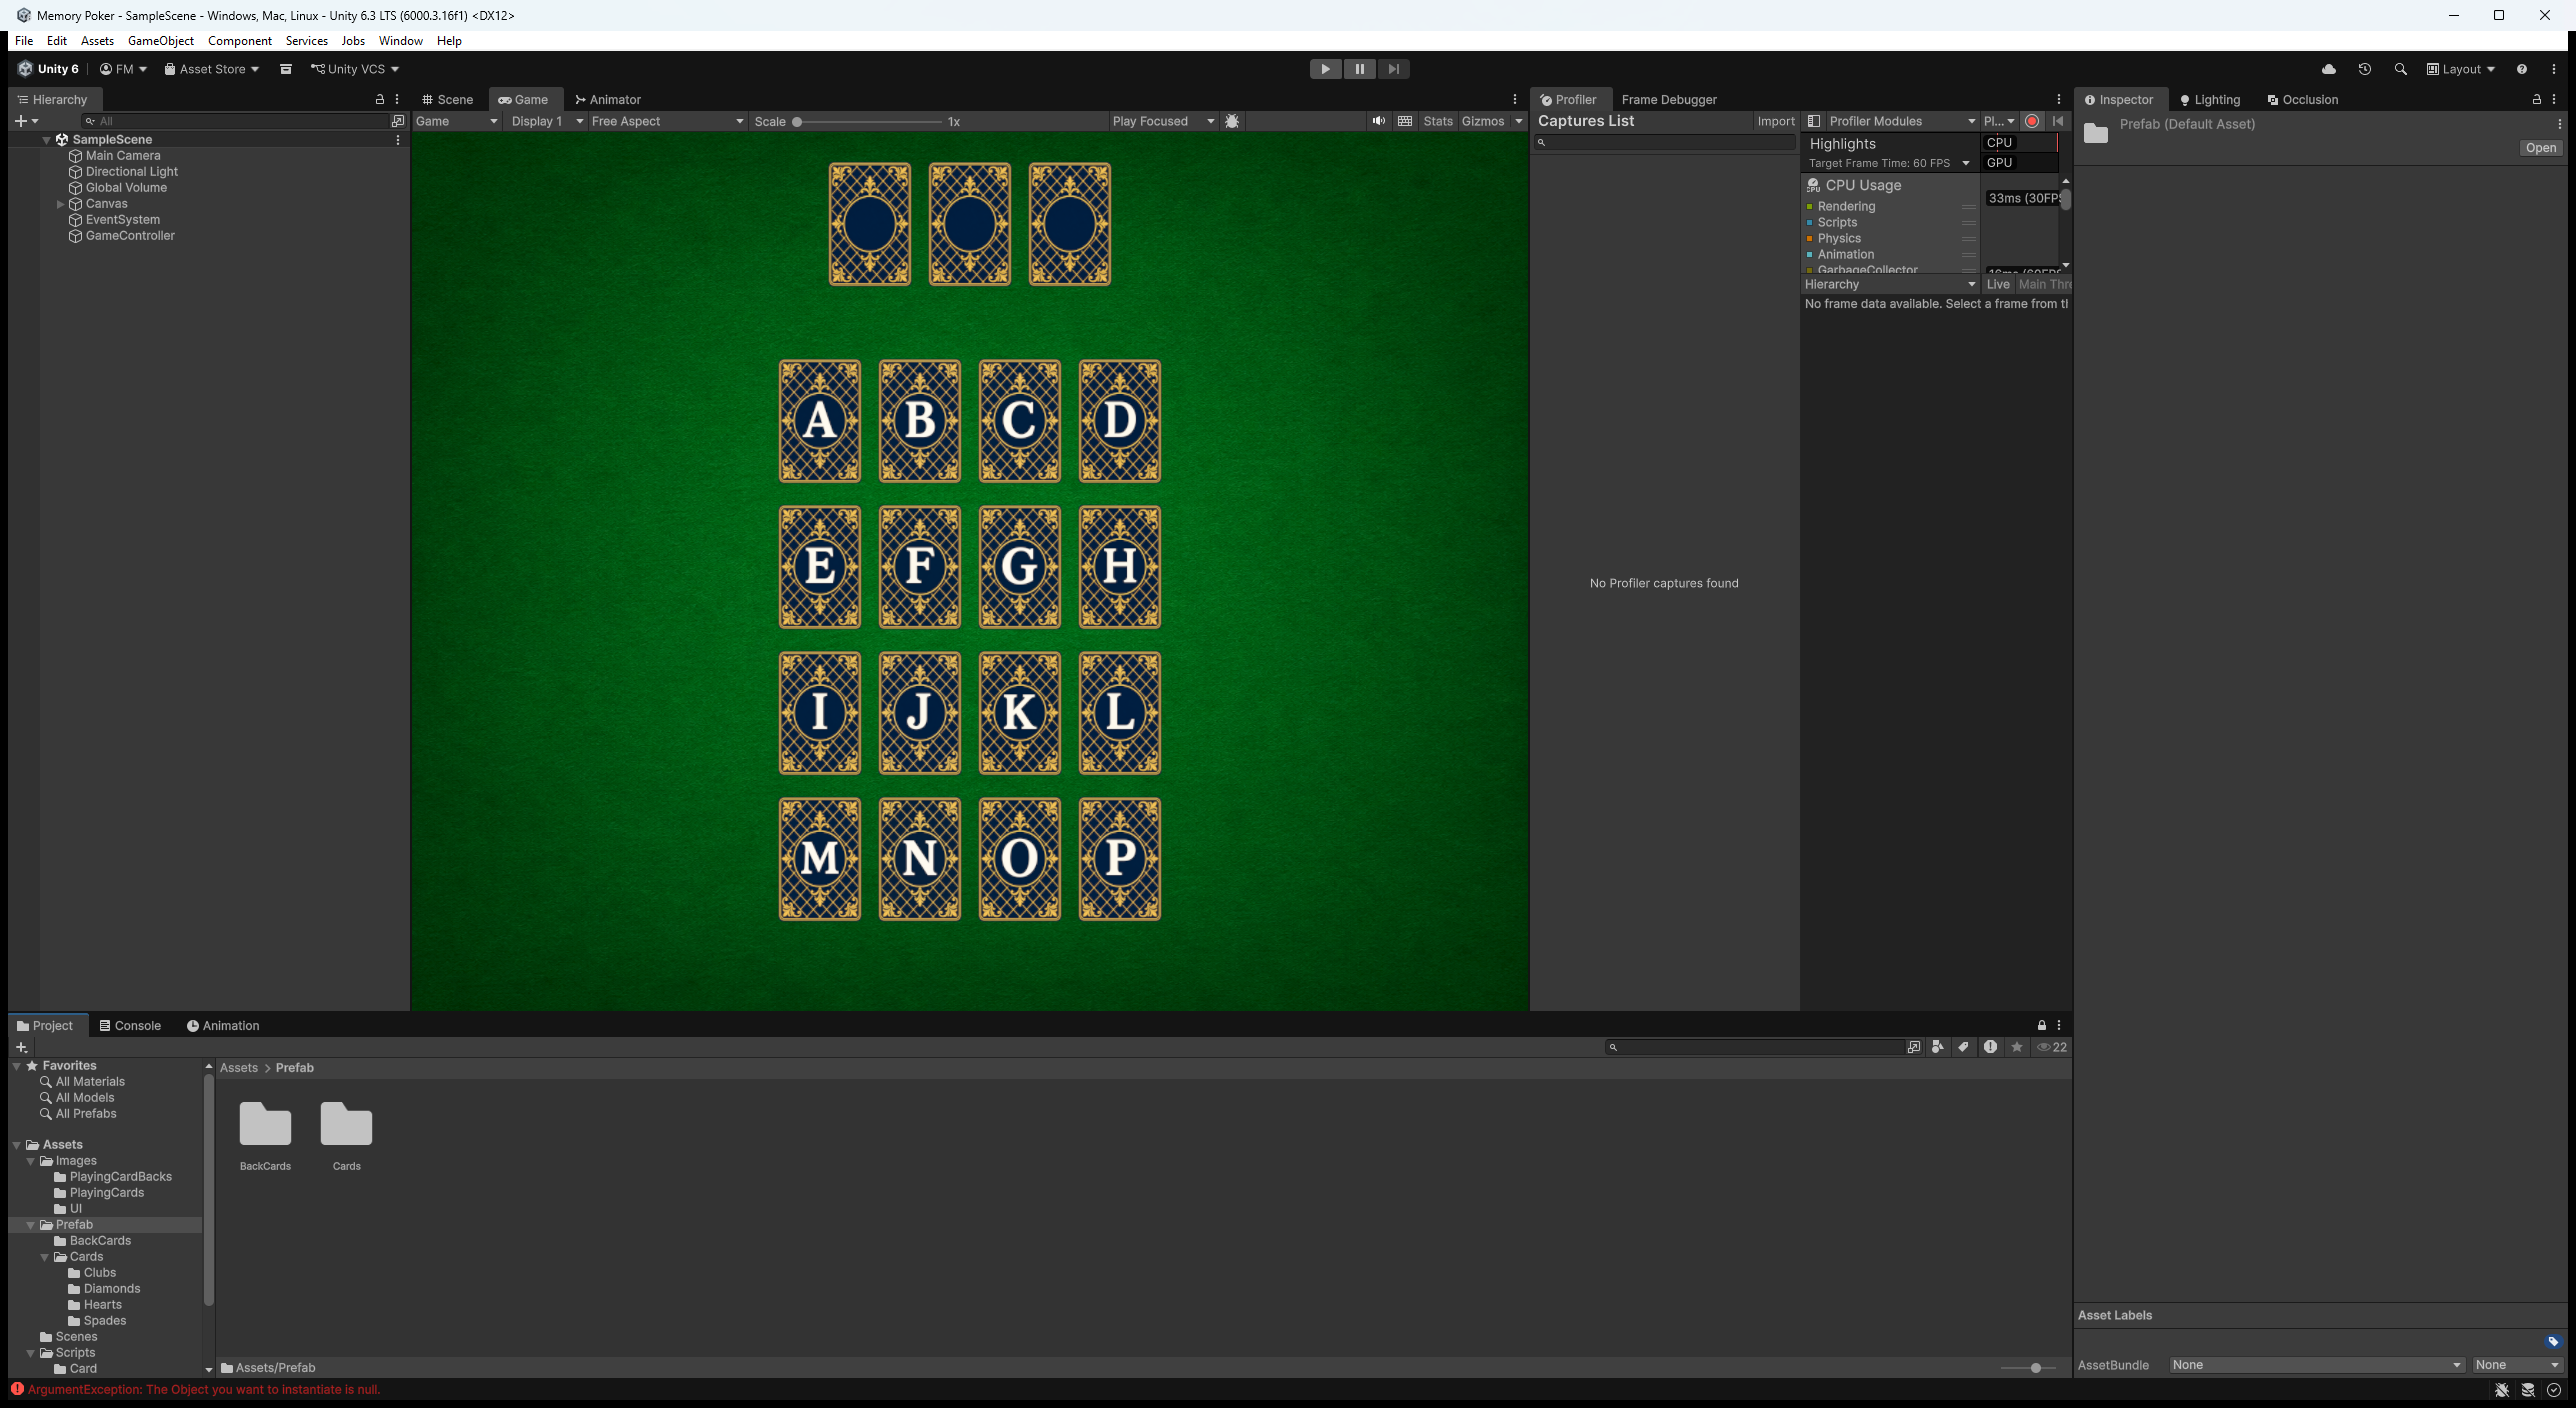 Memory Poker - SampleScene - Windows, Mac, Linux - Unity 6.3 LTS (6000.3.16f1) <DX12>
File Edit Assets GameObject Component Services Jobs Window Help
Unity 6 FM Asset Store Unity VCS Layout
Hierarchy
All
SampleScene
Main Camera
Directional Light
Global Volume
Canvas
EventSystem
GameController
Scene Game Animator
Game Display 1 Free Aspect Scale 1x Play Focused Stats Gizmos
A B C D
E F G H
I J K L
M N O P
Profiler Frame Debugger
Captures List Import
No Profiler captures found
Profiler Modules Pl...
Highlights CPU
Target Frame Time: 60 FPS GPU
CPU Usage
33ms (30FPS
Rendering
Scripts
Physics
Animation
GarbageCollector
16ms (60FPS
Hierarchy Live Main Thre
No frame data available. Select a frame from th
Inspector Lighting Occlusion
Prefab (Default Asset)
Open
Project Console Animation
22
Favorites
All Materials
All Models
All Prefabs
Assets
Images
PlayingCardBacks
PlayingCards
UI
Prefab
BackCards
Cards
Clubs
Diamonds
Hearts
Spades
Scenes
Scripts
Card
Assets > Prefab
BackCards Cards
Assets/Prefab
Asset Labels
AssetBundle None None
ArgumentException: The Object you want to instantiate is null.